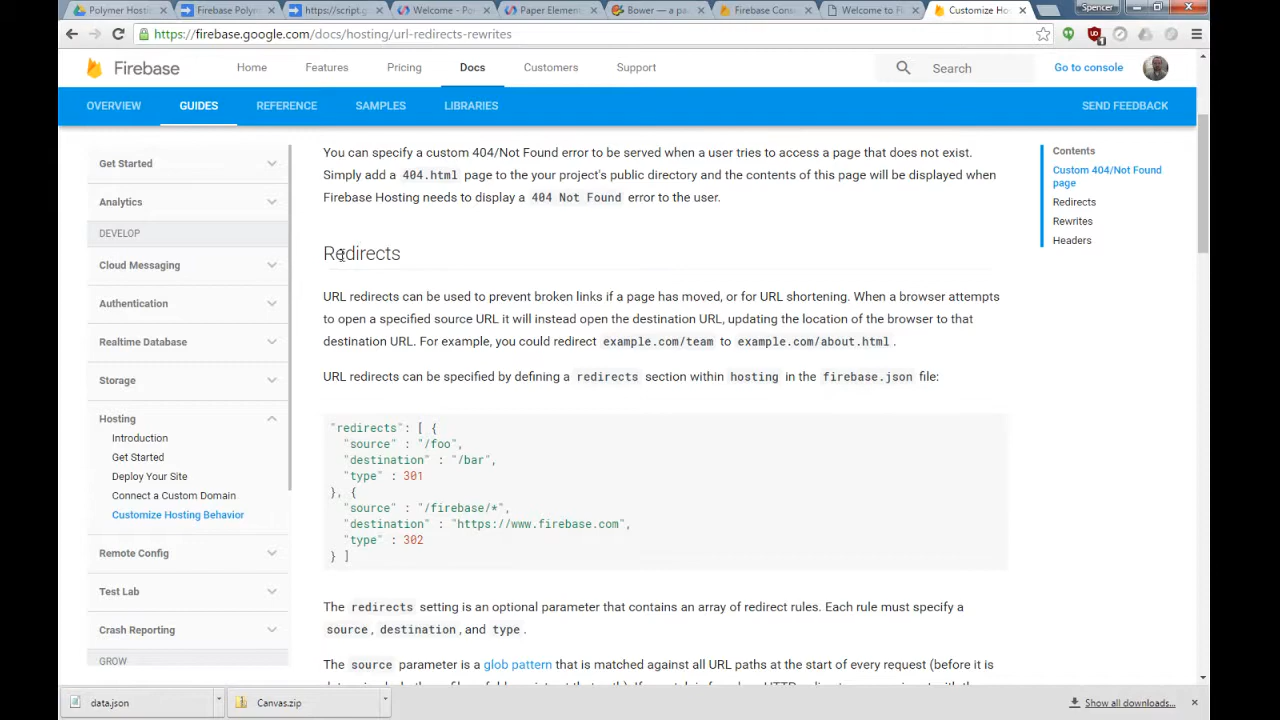 Polymer Hostin
Firebase Polym
https://script.g
Welcome - Po
Paper Elemen
Bower — a pa
Firebase Cons
Welcome to Fi
Customize Ho
Spencer
https://firebase.google.com/docs/hosting/url-redirects-rewrites
Firebase
Home
Features
Pricing
Docs
Customers
Support
Search
Go to console
OVERVIEW
GUIDES
REFERENCE
SAMPLES
LIBRARIES
SEND FEEDBACK
Get Started
Analytics
DEVELOP
Cloud Messaging
Authentication
Realtime Database
Storage
Hosting
Introduction
Get Started
Deploy Your Site
Connect a Custom Domain
Customize Hosting Behavior
Remote Config
Test Lab
Crash Reporting
GROW
You can specify a custom 404/Not Found error to be served when a user tries to access a page that does not exist.
Simply add a 404.html page to the your project's public directory and the contents of this page will be displayed when
Firebase Hosting needs to display a 404 Not Found error to the user.
Redirects
URL redirects can be used to prevent broken links if a page has moved, or for URL shortening. When a browser attempts
to open a specified source URL it will instead open the destination URL, updating the location of the browser to that
destination URL. For example, you could redirect example.com/team to example.com/about.html.
URL redirects can be specified by defining a redirects section within hosting in the firebase.json file:
"redirects": [ {
"source" : "/foo",
"destination" : "/bar",
"type" : 301
}, {
"source" : "/firebase/*",
"destination" : "https://www.firebase.com",
"type" : 302
} ]
The redirects setting is an optional parameter that contains an array of redirect rules. Each rule must specify a
source, destination, and type.
The source parameter is a glob pattern that is matched against all URL paths at the start of every request (before it is
Contents
Custom 404/Not Found
page
Redirects
Rewrites
Headers
data.json
Canvas.zip
Show all downloads...